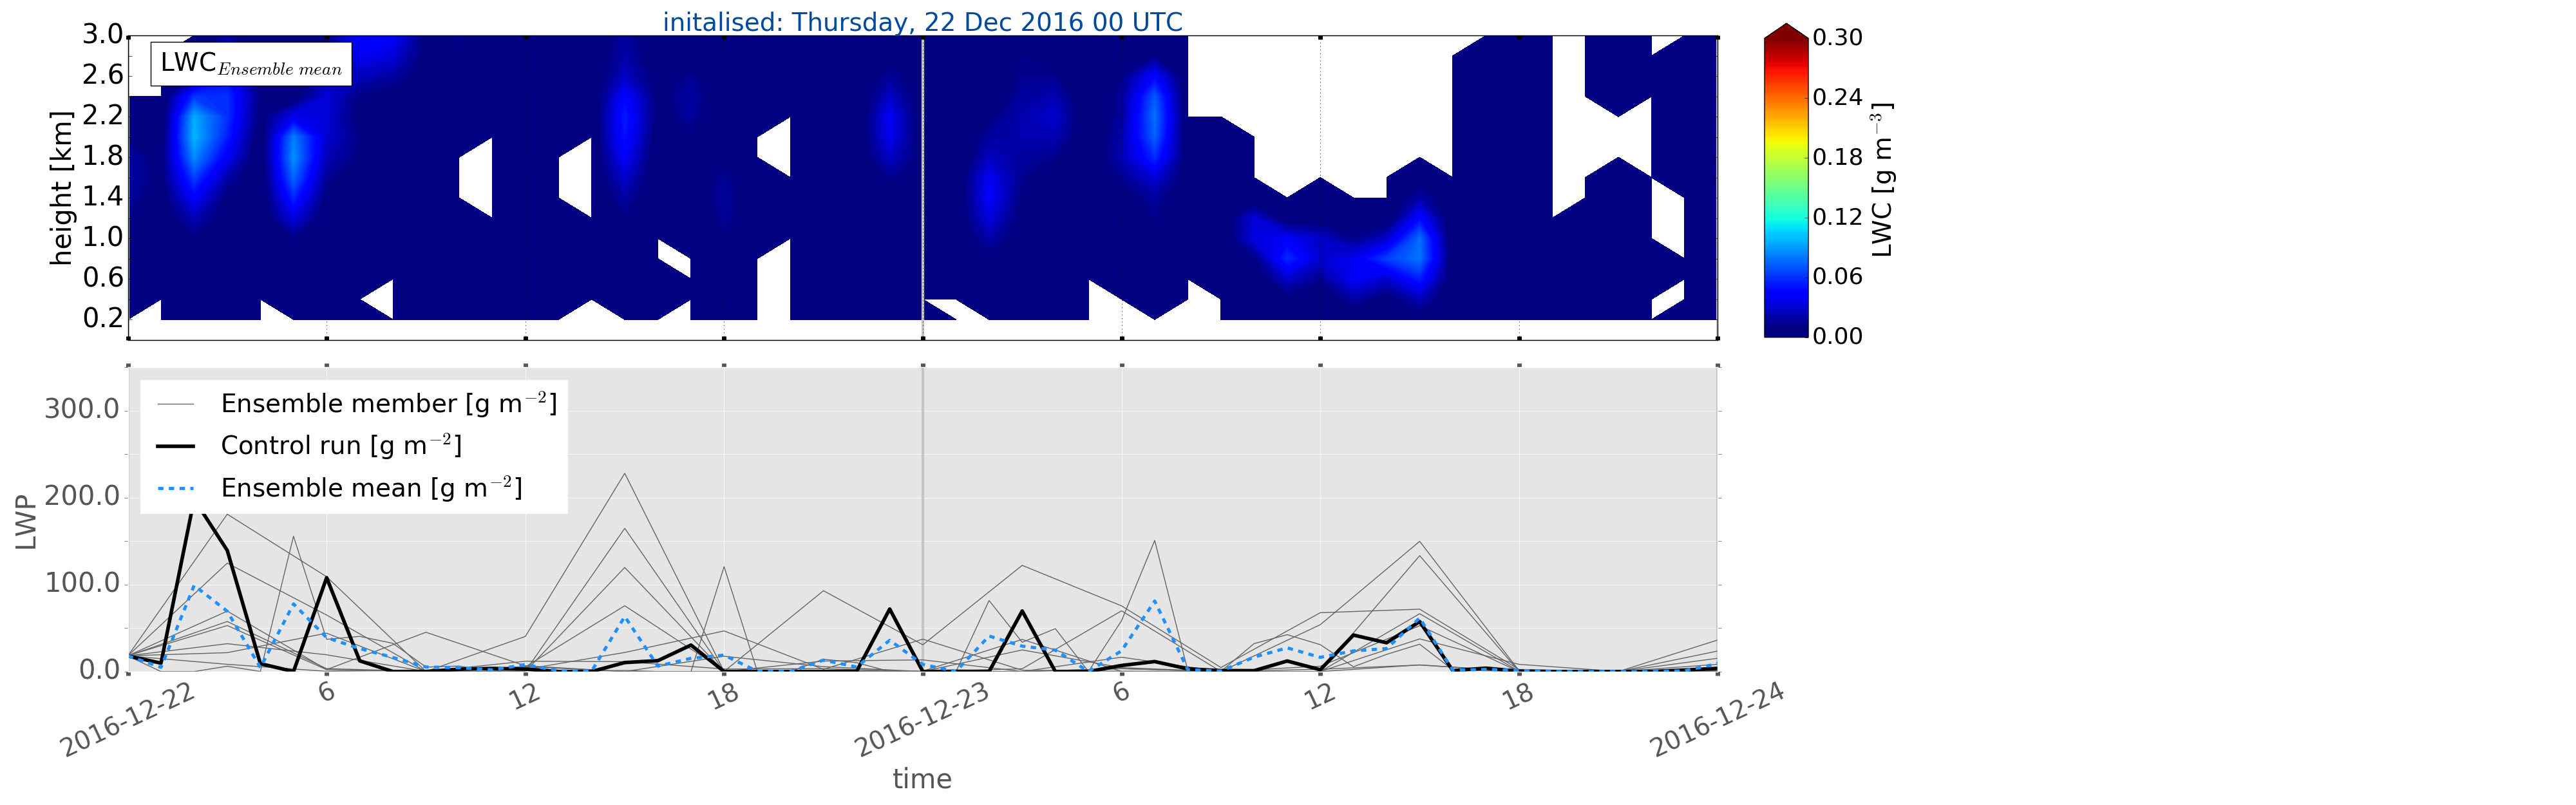 initalised: Thursday, 22 Dec 2016 00 UTC
LWC Ensemble mean
height [km]
3.0
2.6
2.2
1.8
1.4
1.0
0.6
0.2
0.30
0.24
0.18
0.12
0.06
0.00
LWC [g m⁻³]
Ensemble member [g m⁻²]
Control run [g m⁻²]
Ensemble mean [g m⁻²]
LWP
300.0
200.0
100.0
0.0
2016-12-22 6 12 18 2016-12-23 6 12 18 2016-12-24
time